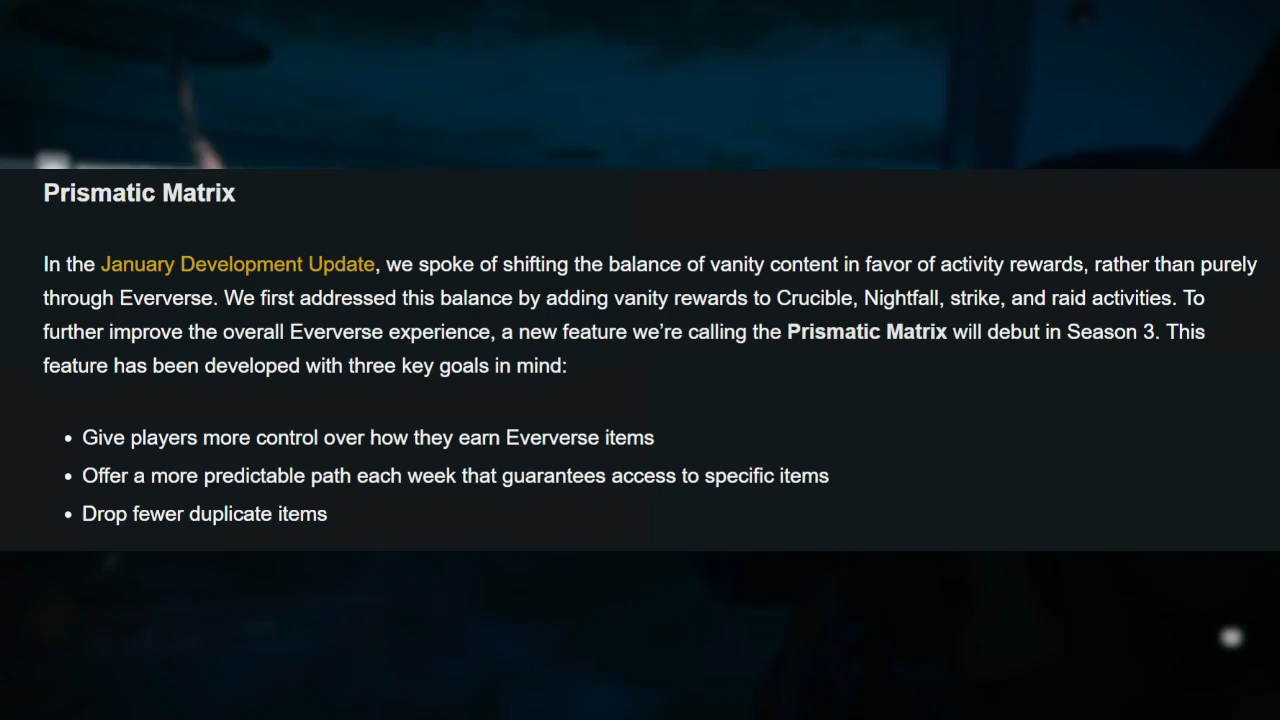 Prismatic Matrix
In the January Development Update, we spoke of shifting the balance of vanity content in favor of activity rewards, rather than purely
through Eververse. We first addressed this balance by adding vanity rewards to Crucible, Nightfall, strike, and raid activities. To
further improve the overall Eververse experience, a new feature we’re calling the Prismatic Matrix will debut in Season 3. This
feature has been developed with three key goals in mind:
• Give players more control over how they earn Eververse items
• Offer a more predictable path each week that guarantees access to specific items
• Drop fewer duplicate items